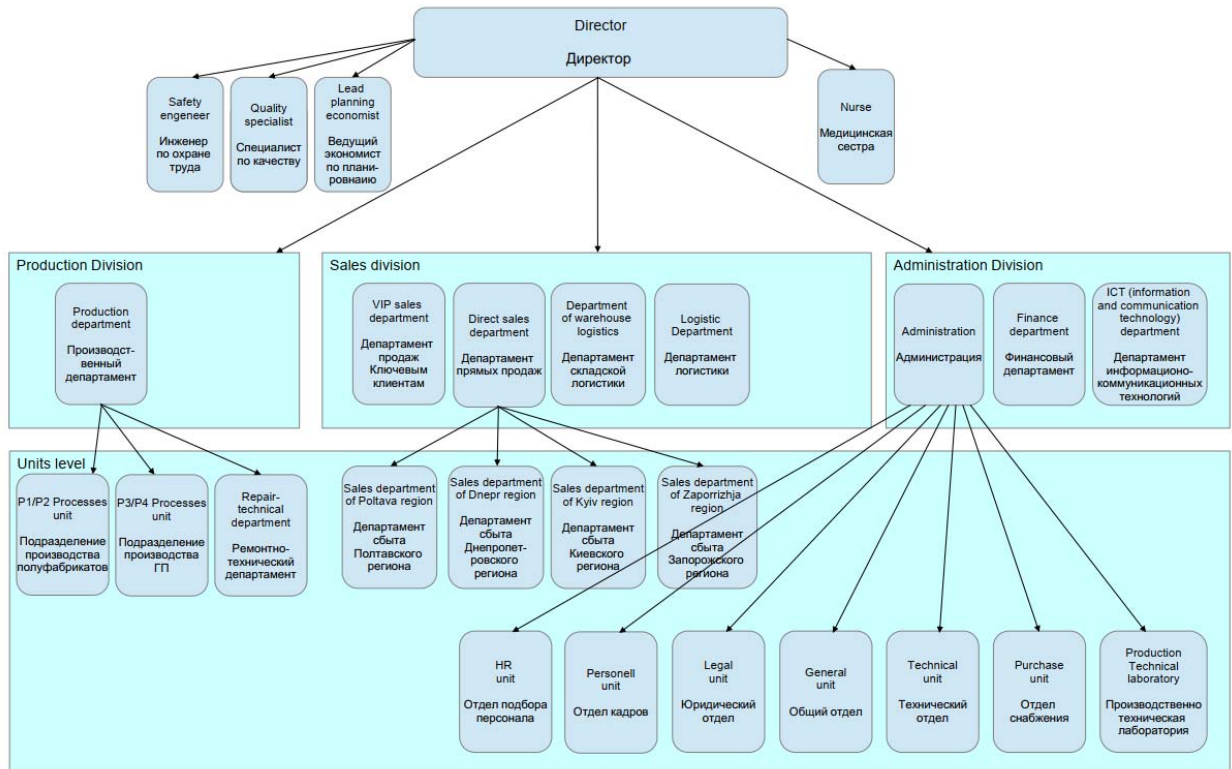 Director
Директор
Safety
engeneer
Инженер
по охране
труда
Quality
specialist
Специалист
по качеству
Lead
planning
economist
Ведущий
экономист
по плани-
ровнаию
Nurse
Медицинская
сестра
Production Division
Production
department
Производст-
венный
департамент
Sales division
VIP sales
department
Департамент
продаж
Ключевым
клиентам
Direct sales
department
Департамент
прямых продаж
Department
of warehouse
logistics
Департамент
складской
логистики
Logistic
Department
Департамент
логистики
Administration Division
Administration
Администрация
Finance
department
Финансовый
департамент
ICT (information
and communication
technology)
department
Департамент
информационо-
коммуникационных
технологий
Units level
P1/P2 Processes
unit
Подразделение
производства
полуфабрикатов
P3/P4 Processes
unit
Подразделение
производства
ГП
Repair-
technical
department
Ремонтно-
технический
департамент
Sales department
of Poltava region
Департамент
сбыта
Полтавского
региона
Sales department
of Dnepr region
Департамент
сбыта
Днепропет-
ровского
региона
Sales department
of Kyiv region
Департамент
сбыта
Киевского
региона
Sales department
of Zaporrizhja
region
Департамент
сбыта
Запорожского
региона
HR
unit
Отдел подбора
персонала
Personell
unit
Отдел кадров
Legal
unit
Юридический
отдел
General
unit
Общий отдел
Technical
unit
Технический
отдел
Purchase
unit
Отдел
снабжения
Production
Technical
laboratory
Производственно
техническая
лаборатория